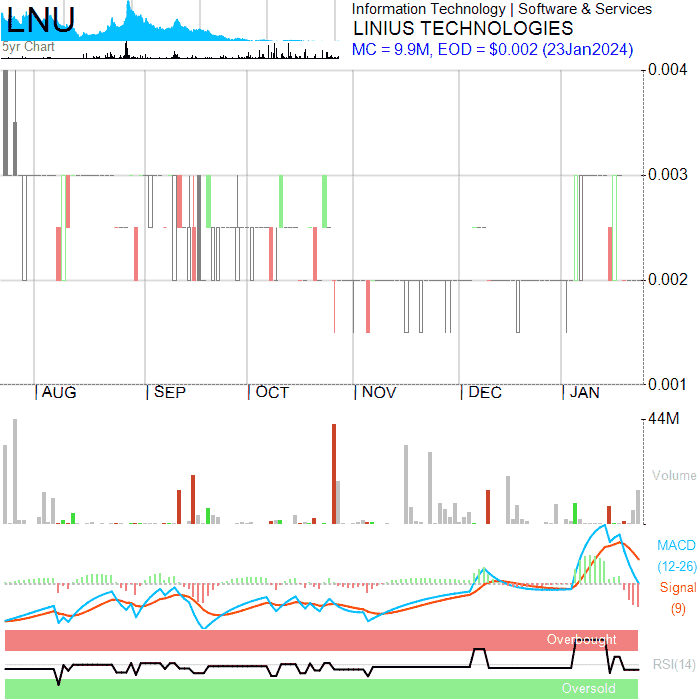 LNU
5yr Chart
Information Technology | Software & Services
LINIUS TECHNOLOGIES
MC = 9.9M, EOD = $0.002 (23Jan2024)
0.004
0.003
0.002
0.001
|AUG |SEP |OCT |NOV |DEC |JAN
44M
Volume
MACD
(12-26)
Signal
(9)
Overbought
RSI(14)
Oversold